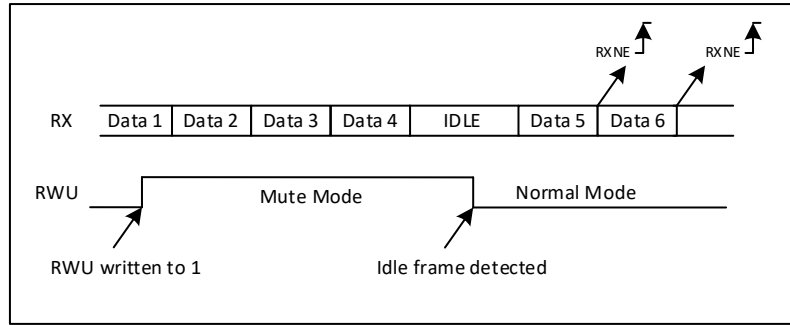 RXNE RXNE
RX Data 1 Data 2 Data 3 Data 4 IDLE Data 5 Data 6
RWU Mute Mode Normal Mode
RWU written to 1 Idle frame detected